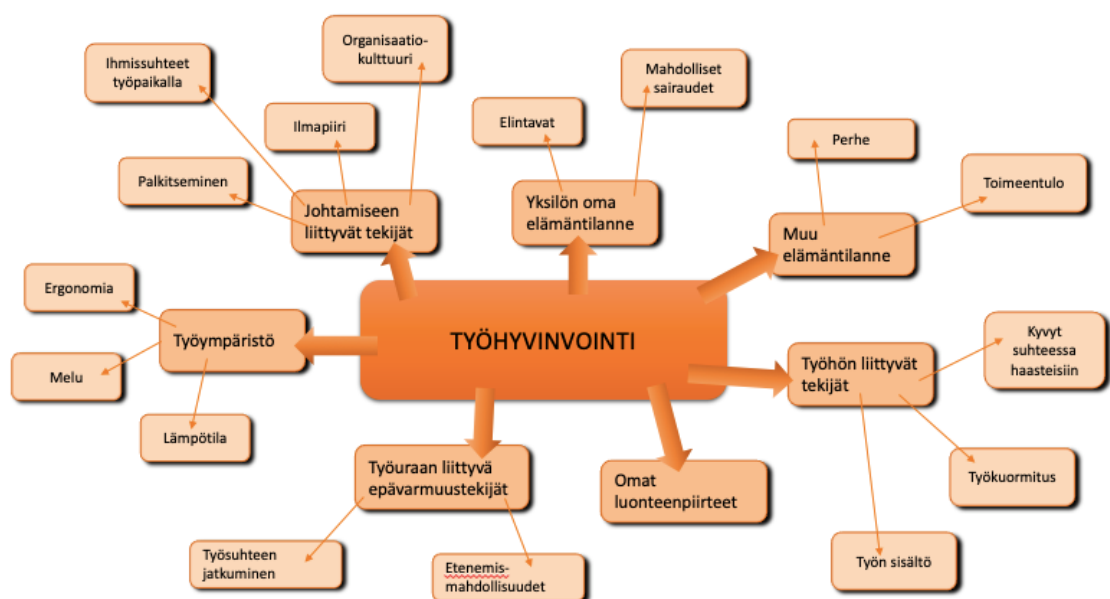 Organisaatio-
kulttuuri
Ihmissuhteet
työpaikalla
Mahdolliset
sairaudet
Ilmapiiri
Elintavat
Perhe
Palkitseminen
Toimeentulo
Johtamiseen
liittyvät tekijät
Yksilön oma
elämäntilanne
Muu
elämäntilanne
Ergonomia
Työympäristö
TYÖHYVINVOINTI
Kyvyt
suhteessa
haasteisiin
Melu
Työhön liittyvät
tekijät
Lämpötila
Työuraan liittyvä
epävarmuustekijät
Omat
luonteenpiirteet
Työkuormitus
Työsuhteen
jatkuminen
Etenemis-
mahdollisuudet
Työn sisältö